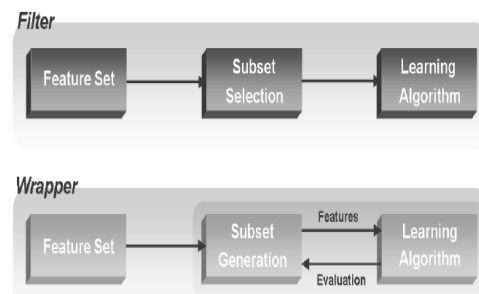 Filter
Feature Set
Subset
Selection
Learning
Algorithm
Wrapper
Feature Set
Subset
Generation
Features
Evaluation
Learning
Algorithm